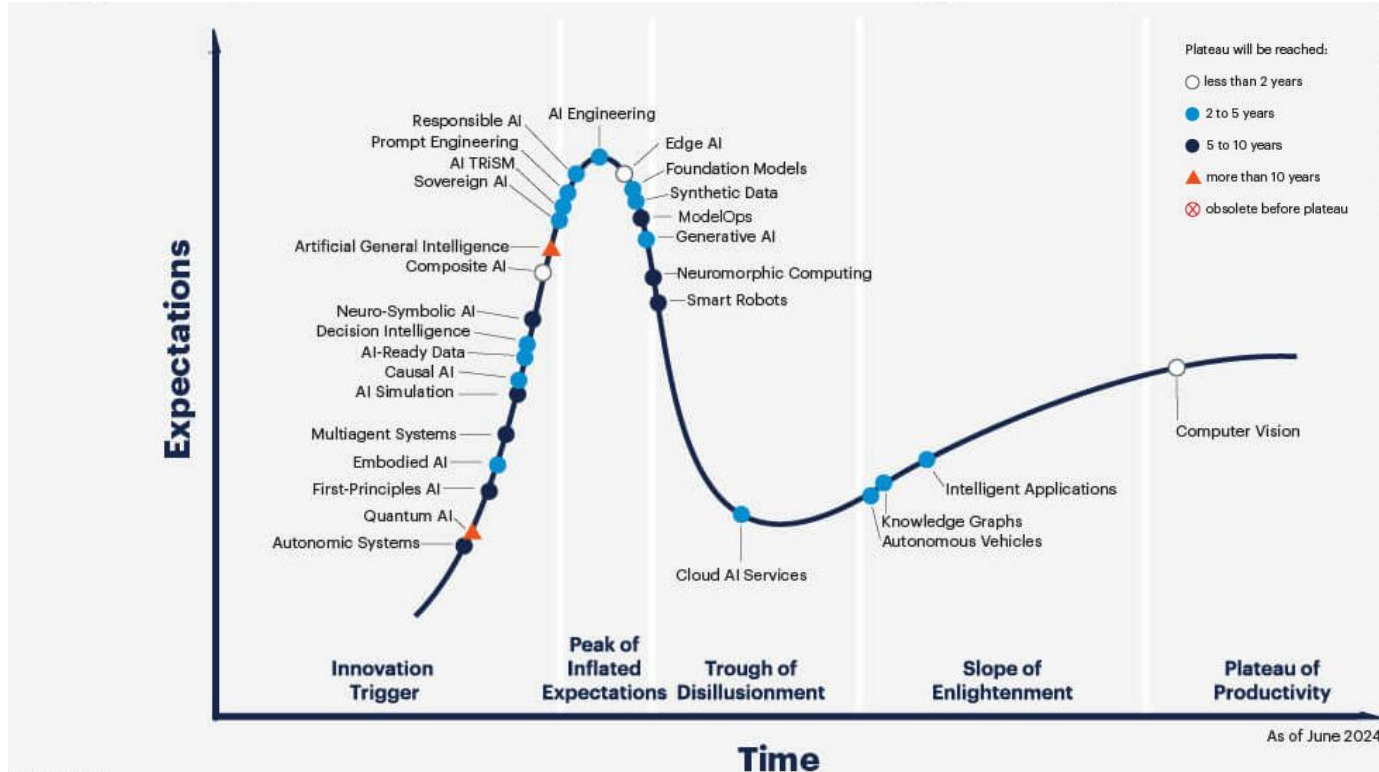 Plateau will be reached:
less than 2 years
2 to 5 years
5 to 10 years
more than 10 years
obsolete before plateau
Expectations
AI Engineering
Responsible AI
Prompt Engineering
AI TRiSM
Sovereign AI
Artificial General Intelligence
Composite AI
Neuro-Symbolic AI
Decision Intelligence
AI-Ready Data
Causal AI
AI Simulation
Multiagent Systems
Embodied AI
First-Principles AI
Quantum AI
Autonomic Systems
Edge AI
Foundation Models
Synthetic Data
ModelOps
Generative AI
Neuromorphic Computing
Smart Robots
Cloud AI Services
Computer Vision
Intelligent Applications
Knowledge Graphs
Autonomous Vehicles
Innovation
Trigger
Peak of
Inflated
Expectations
Trough of
Disillusionment
Slope of
Enlightenment
Plateau of
Productivity
As of June 2024
Time